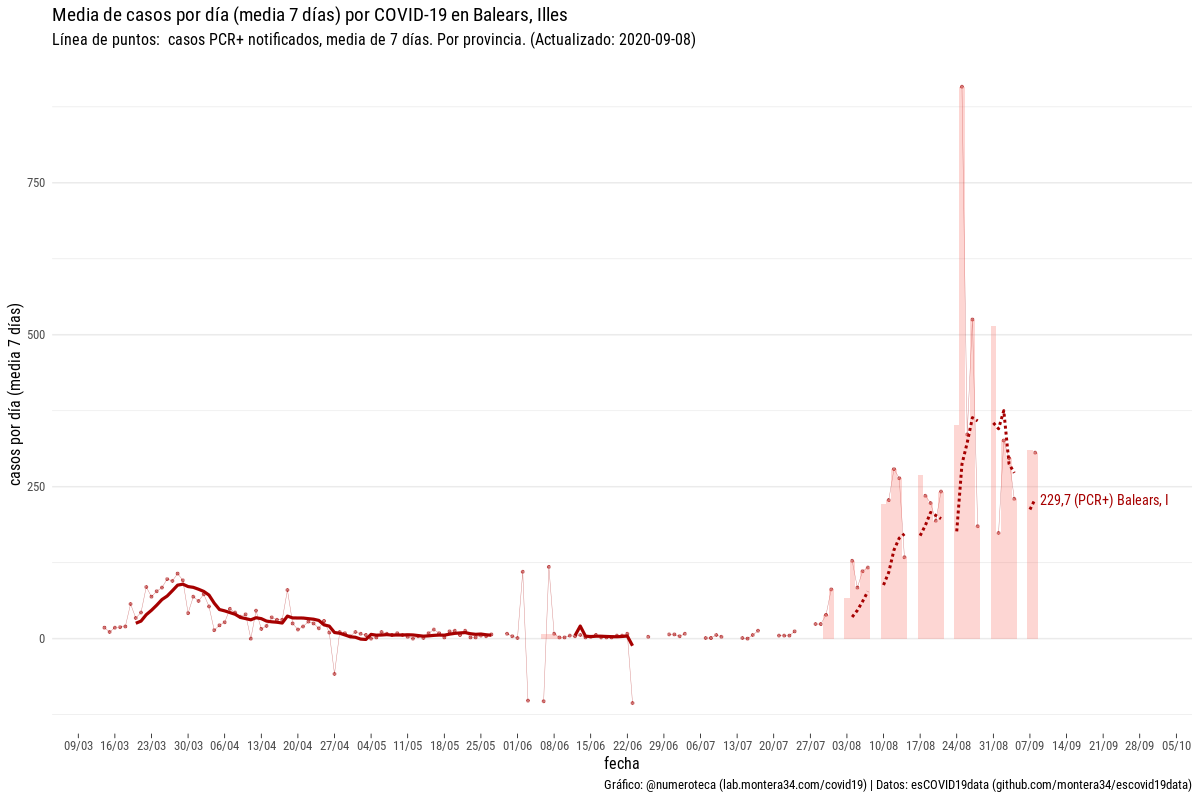 Media de casos por día (media 7 días) por COVID-19 en Balears, Illes
Línea de puntos:  casos PCR+ notificados, media de 7 días. Por provincia. (Actualizado: 2020-09-08)
casos por día (media 7 días)
750
500
250
0
229,7 (PCR+) Balears, I
09/03 16/03 23/03 30/03 06/04 13/04 20/04 27/04 04/05 11/05 18/05 25/05 01/06 08/06 15/06 22/06 29/06 06/07 13/07 20/07 27/07 03/08 10/08 17/08 24/08 31/08 07/09 14/09 21/09 28/09 05/10
fecha
Gráfico: @numeroteca (lab.montera34.com/covid19) | Datos: esCOVID19data (github.com/montera34/escovid19data)